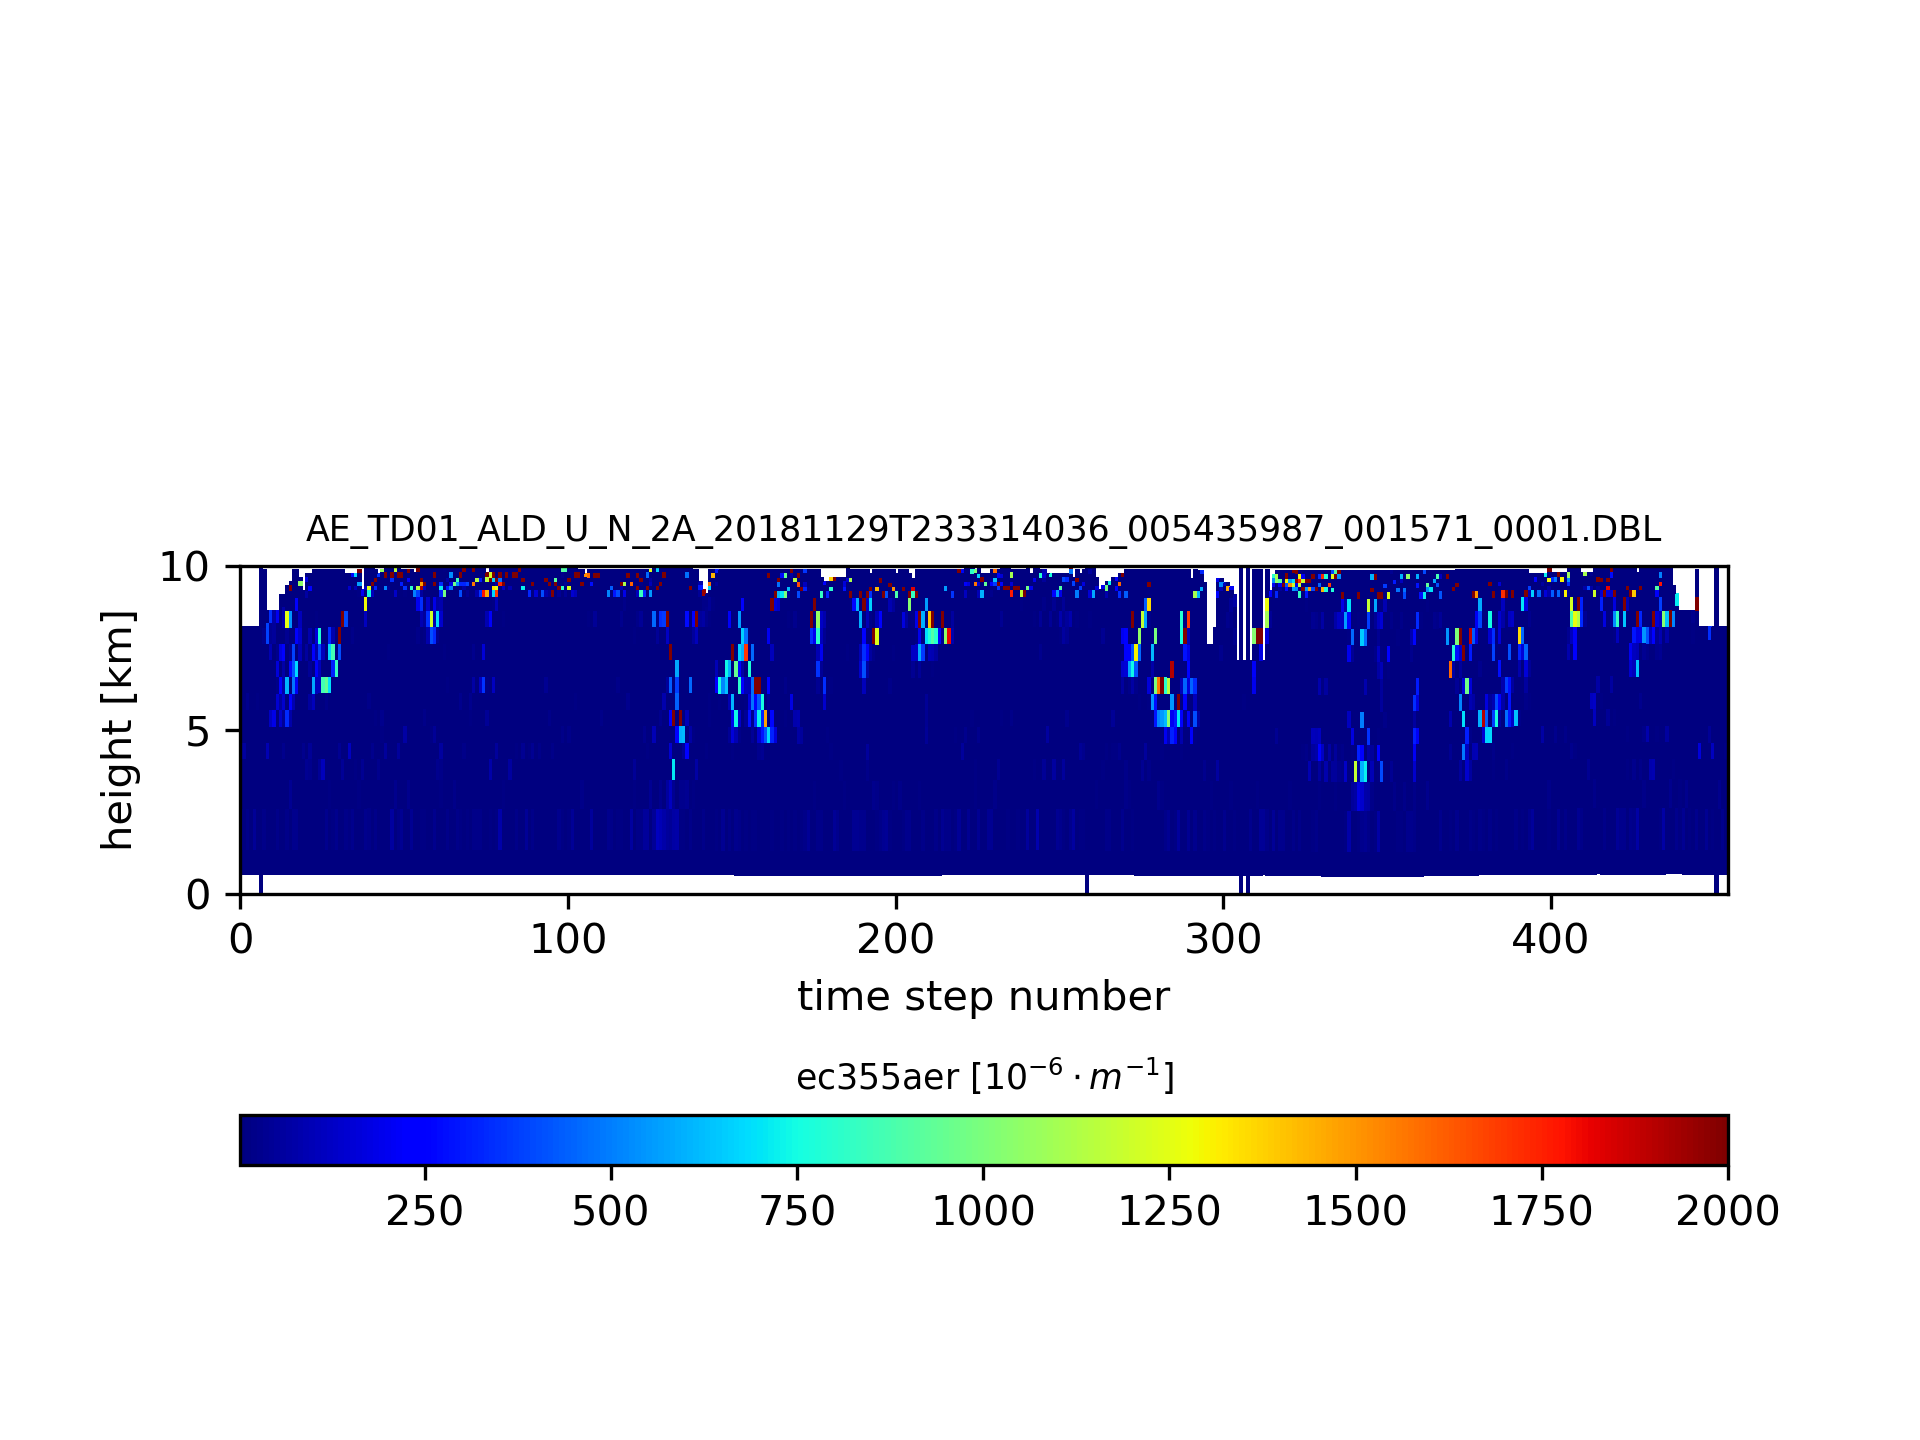 AE_TD01_ALD_U_N_2A_20181129T233314036_005435987_001571_0001.DBL
10
5
0
height [km]
0 100 200 300 400
time step number
ec355aer [10⁻⁶ · m⁻¹]
250 500 750 1000 1250 1500 1750 2000